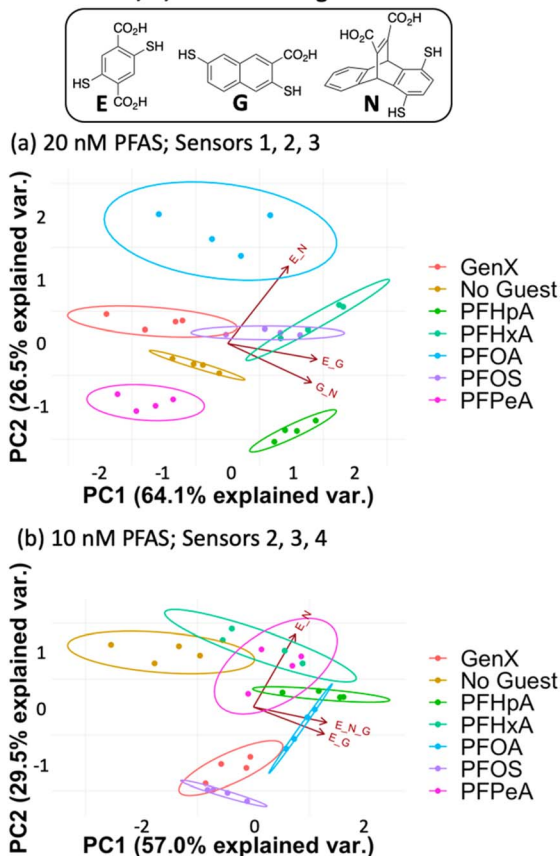 CO₂H
SH
HS
CO₂H
E
HS
CO₂H
SH
G
CO₂H
HO₂C
SH
HS
N
(a) 20 nM PFAS; Sensors 1, 2, 3
PC2 (26.5% explained var.)
2
1
0
-1
E_N
E_G
G_N
-2 -1 0 1 2
PC1 (64.1% explained var.)
GenX
No Guest
PFHpA
PFHxA
PFOA
PFOS
PFPeA
(b) 10 nM PFAS; Sensors 2, 3, 4
PC2 (29.5% explained var.)
1
0
-1
E_N
E_N_G
E_G
-2 0 2
PC1 (57.0% explained var.)
GenX
No Guest
PFHpA
PFHxA
PFOA
PFOS
PFPeA